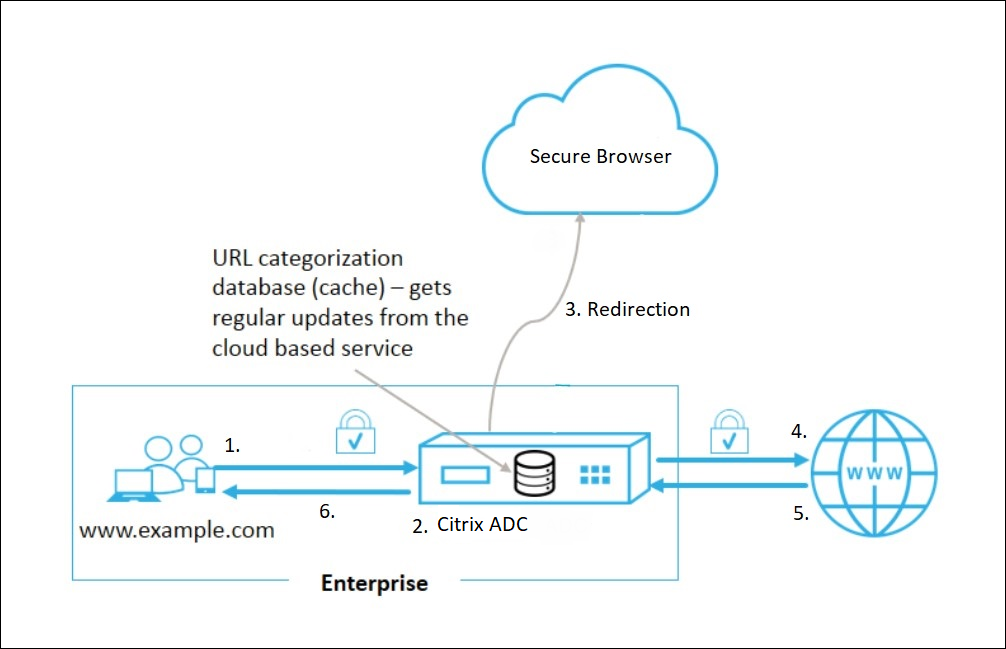 Secure Browser
URL categorization
database (cache) – gets
regular updates from the
cloud based service
3. Redirection
1.
4.
WWW
6.
2. Citrix ADC
5.
www.example.com
Enterprise